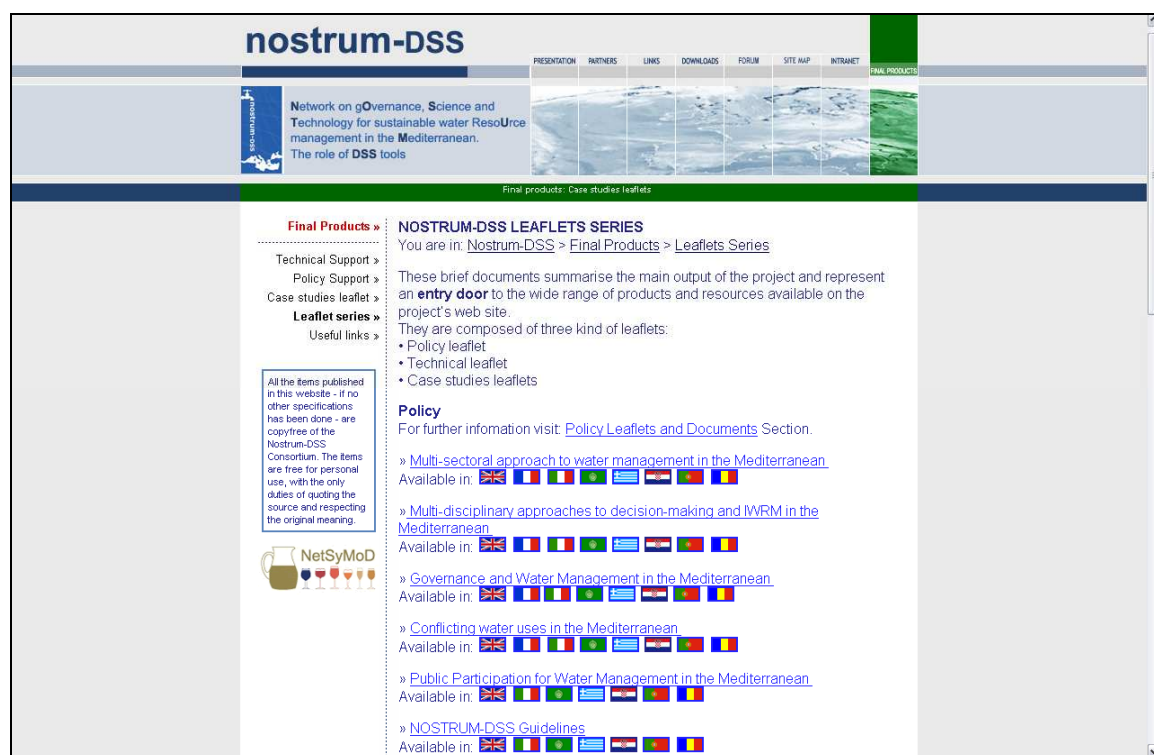 nostrum-DSS
PRESENTATION PARTNERS LINKS DOWNLOADS FORUM SITE MAP INTRANET FINAL PRODUCTS
nostrum-dss
Network on gOvernance, Science and
Technology for sustainable water ResoUrce
management in the Mediterranean.
The role of DSS tools
Final products: Case studies leaflets
Final Products »
Technical Support »
Policy Support »
Case studies leaflet »
Leaflet series »
Useful links »
All the items published
in this website - if no
other specifications
has been done - are
copyfree of the
Nostrum-DSS
Consortium. The items
are free for personal
use, with the only
duties of quoting the
source and respecting
the original meaning.
NetSyMoD
NOSTRUM-DSS LEAFLETS SERIES
You are in: Nostrum-DSS > Final Products > Leaflets Series
These brief documents summarise the main output of the project and represent
an entry door to the wide range of products and resources available on the
project's web site.
They are composed of three kind of leaflets:
• Policy leaflet
• Technical leaflet
• Case studies leaflets
Policy
For further infomation visit: Policy Leaflets and Documents Section.
» Multi-sectoral approach to water management in the Mediterranean
Available in:
» Multi-disciplinary approaches to decision-making and IWRM in the
Mediterranean
Available in:
» Governance and Water Management in the Mediterranean
Available in:
» Conflicting water uses in the Mediterranean
Available in:
» Public Participation for Water Management in the Mediterranean
Available in:
» NOSTRUM-DSS Guidelines
Available in: